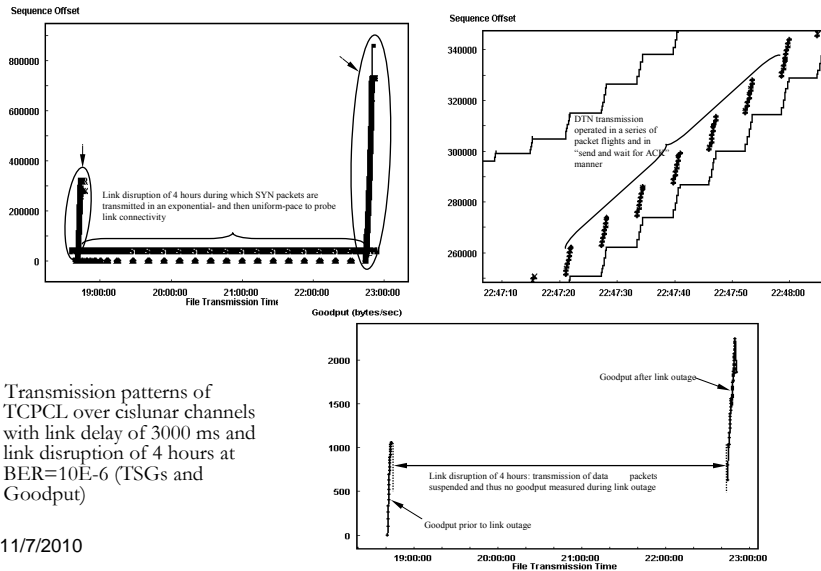 Sequence Offset
800000
600000
400000
200000
0
Link disruption of 4 hours during which SYN packets are
transmitted in an exponential- and then uniform-pace to probe
link connectivity
19:00:00 20:00:00 21:00:00 22:00:00 23:00:00
File Transmission Time
Sequence Offset
340000
320000
300000
280000
260000
DTN transmission
operated in a series of
packet flights and in
“send and wait for ACK”
manner
22:47:10 22:47:20 22:47:30 22:47:40 22:47:50 22:48:00
Goodput (bytes/sec)
2000
1500
1000
500
0
Goodput after link outage
Link disruption of 4 hours: transmission of data packets
suspended and thus no goodput measured during link outage
Goodput prior to link outage
19:00:00 20:00:00 21:00:00 22:00:00 23:00:00
File Transmission Time
Transmission patterns of
TCPCL over cislunar channels
with link delay of 3000 ms and
link disruption of 4 hours at
BER=10E-6 (TSGs and
Goodput)
11/7/2010